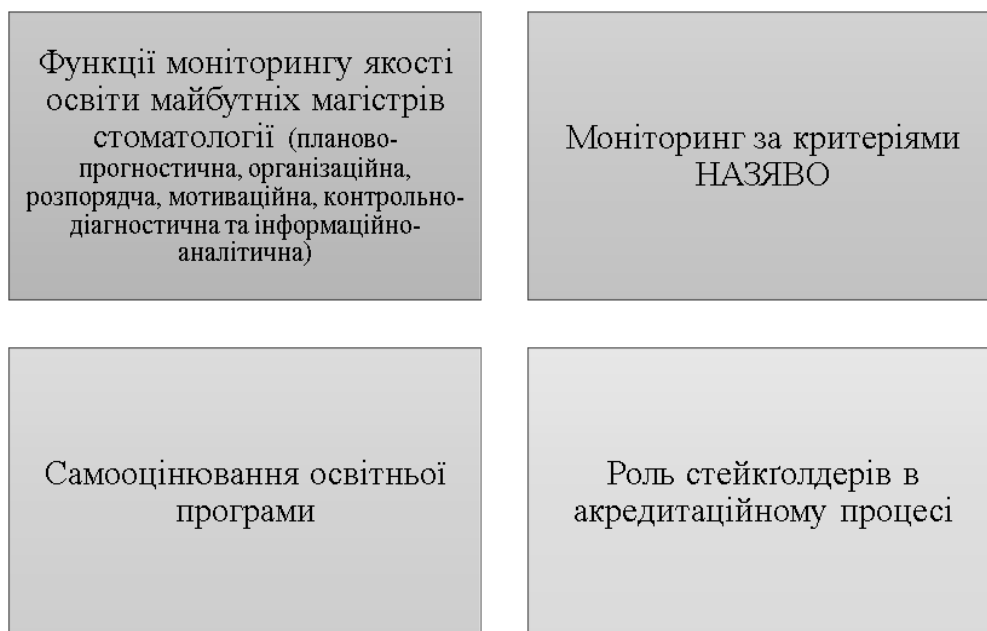 Функції моніторингу якості
освіти майбутніх магістрів
стоматології (планово-
прогностична, організаційна,
розпорядча, мотиваційна, контрольно-
діагностична та інформаційно-
аналітична)
Моніторинг за критеріями
НАЗЯВО
Самооцінювання освітньої
програми
Роль стейкґолдерів в
акредитаційному процесі